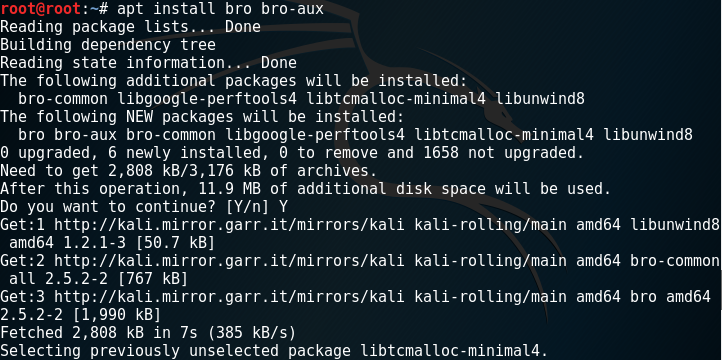 root@root:~# apt install bro bro-aux
Reading package lists... Done
Building dependency tree
Reading state information... Done
The following additional packages will be installed:
  bro-common libgoogle-perftools4 libtcmalloc-minimal4 libunwind8
The following NEW packages will be installed:
  bro bro-aux bro-common libgoogle-perftools4 libtcmalloc-minimal4 libunwind8
0 upgraded, 6 newly installed, 0 to remove and 1658 not upgraded.
Need to get 2,808 kB/3,176 kB of archives.
After this operation, 11.9 MB of additional disk space will be used.
Do you want to continue? [Y/n] Y
Get:1 http://kali.mirror.garr.it/mirrors/kali kali-rolling/main amd64 libunwind8
 amd64 1.2.1-3 [50.7 kB]
Get:2 http://kali.mirror.garr.it/mirrors/kali kali-rolling/main amd64 bro-common
 all 2.5.2-2 [767 kB]
Get:3 http://kali.mirror.garr.it/mirrors/kali kali-rolling/main amd64 bro amd64
2.5.2-2 [1,990 kB]
Fetched 2,808 kB in 7s (385 kB/s)
Selecting previously unselected package libtcmalloc-minimal4.